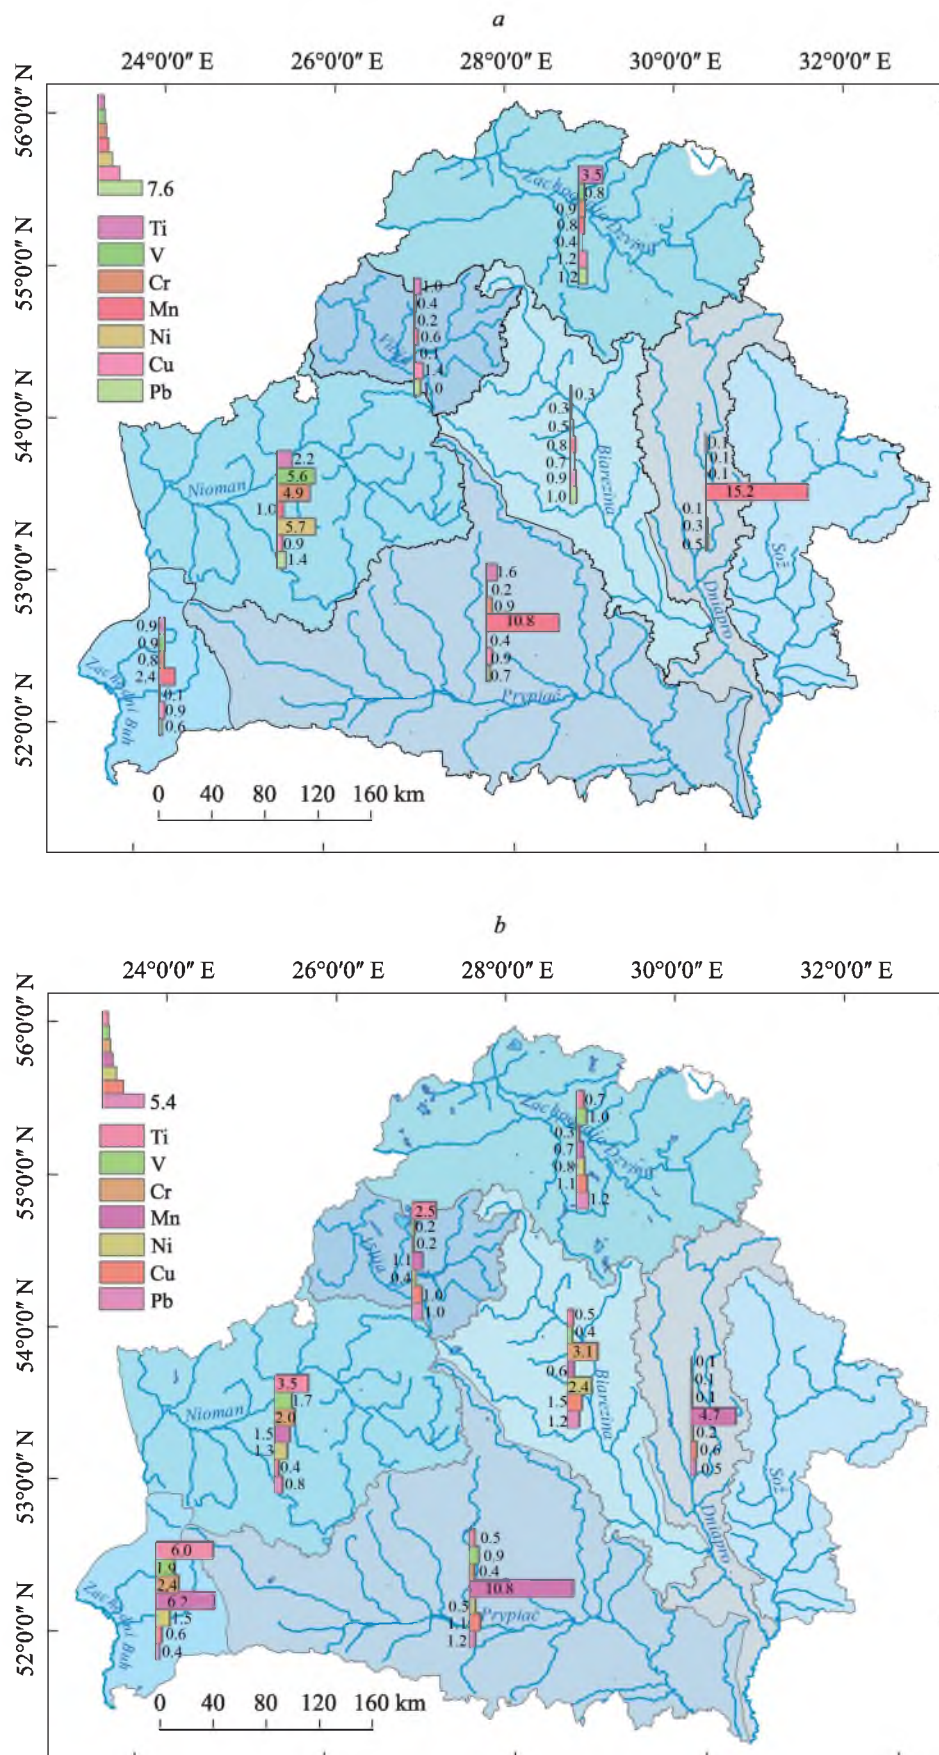 a
24°0'0" E 26°0'0" E 28°0'0" E 30°0'0" E 32°0'0" E
56°0'0" N
55°0'0" N
54°0'0" N
53°0'0" N
52°0'0" N
7.6
Ti
V
Cr
Mn
Ni
Cu
Pb
Zachodniaja Dzvina
3.5
0.8
0.9
0.8
0.4
1.2
1.2
1.0
0.4
0.2
0.6
0.1
1.4
1.0
Nioman
2.2
5.6
4.9
1.0
5.7
0.9
1.4
Biarezina
0.3
0.3
0.5
0.8
0.7
0.9
1.0
0.1
0.1
0.1
15.2
0.1
0.3
0.5
Sož
Dniapro
1.6
0.2
0.9
10.8
0.4
0.9
0.7
Prypiać
Zachodni Buh
0.9
0.9
0.8
2.4
0.1
0.9
0.6
0 40 80 120 160 km
b
24°0'0" E 26°0'0" E 28°0'0" E 30°0'0" E 32°0'0" E
56°0'0" N
55°0'0" N
54°0'0" N
53°0'0" N
52°0'0" N
5.4
Ti
V
Cr
Mn
Ni
Cu
Pb
Zachodniaja Dzvina
0.7
1.0
0.3
0.7
0.8
1.1
1.2
2.5
0.2
0.2
1.1
0.4
1.0
1.0
Nioman
3.5
1.7
2.0
1.5
1.3
0.4
0.8
Biarezina
0.5
0.4
3.1
0.6
2.4
1.5
1.2
0.1
0.1
0.1
4.7
0.2
0.6
0.5
Sož
Dniapro
0.5
0.9
0.4
10.8
0.5
1.1
1.2
Prypiać
Zachodni Buh
6.0
1.9
2.4
6.2
1.5
0.6
0.4
0 40 80 120 160 km